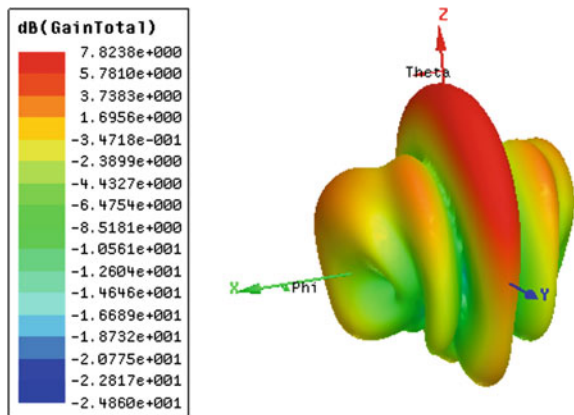 dB(GainTotal)
7.8238e+000
5.7810e+000
3.7383e+000
1.6956e+000
-3.4718e-001
-2.3899e+000
-4.4327e+000
-6.4754e+000
-8.5181e+000
-1.0561e+001
-1.2604e+001
-1.4646e+001
-1.6689e+001
-1.8732e+001
-2.0775e+001
-2.2817e+001
-2.4860e+001
Z
Theta
X
Phi
Y